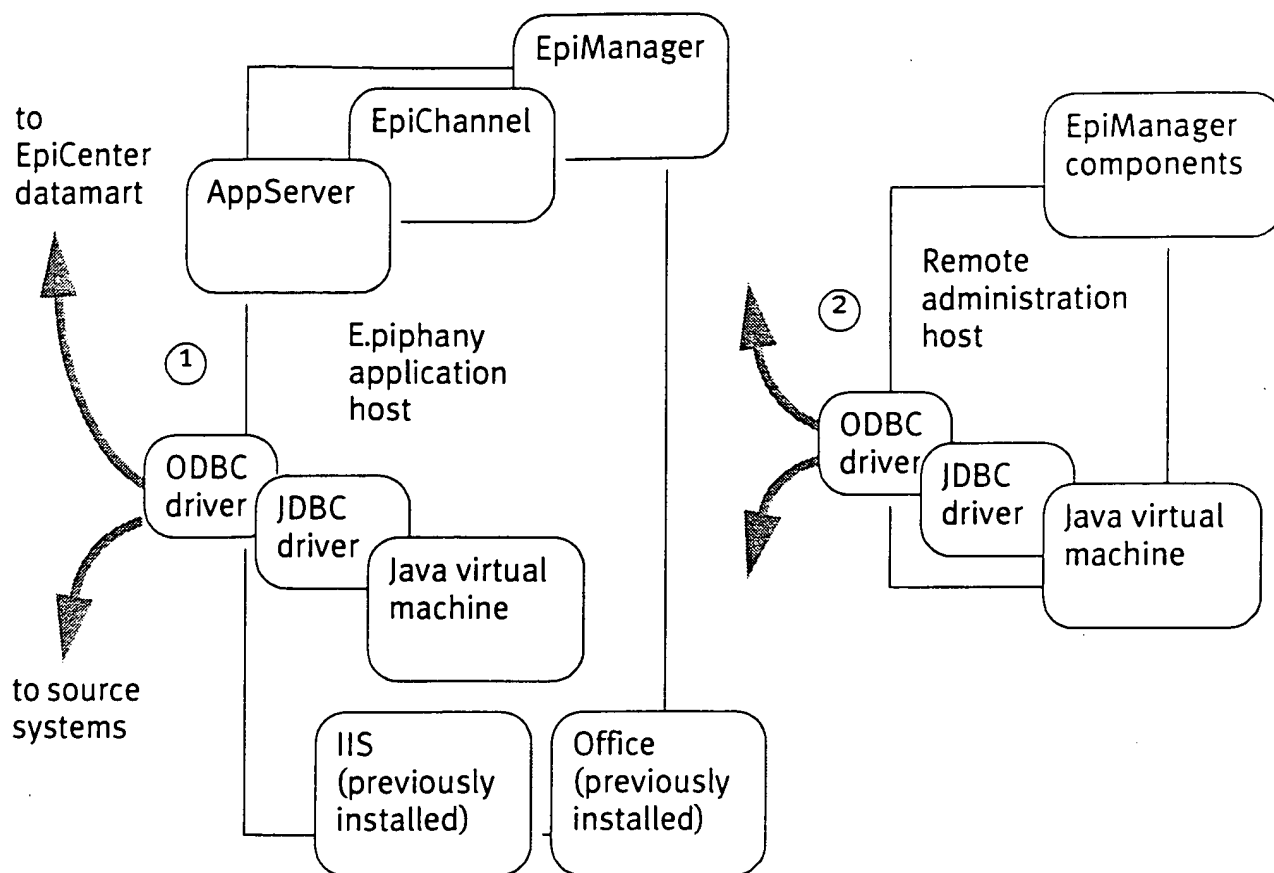 EpiManager
EpiChannel
AppServer
to
EpiCenter
datamart
1
E.piphany
application
host
ODBC
driver
JDBC
driver
Java virtual
machine
to source
systems
IIS
(previously
installed)
Office
(previously
installed)
EpiManager
components
Remote
administration
host
2
ODBC
driver
JDBC
driver
Java virtual
machine